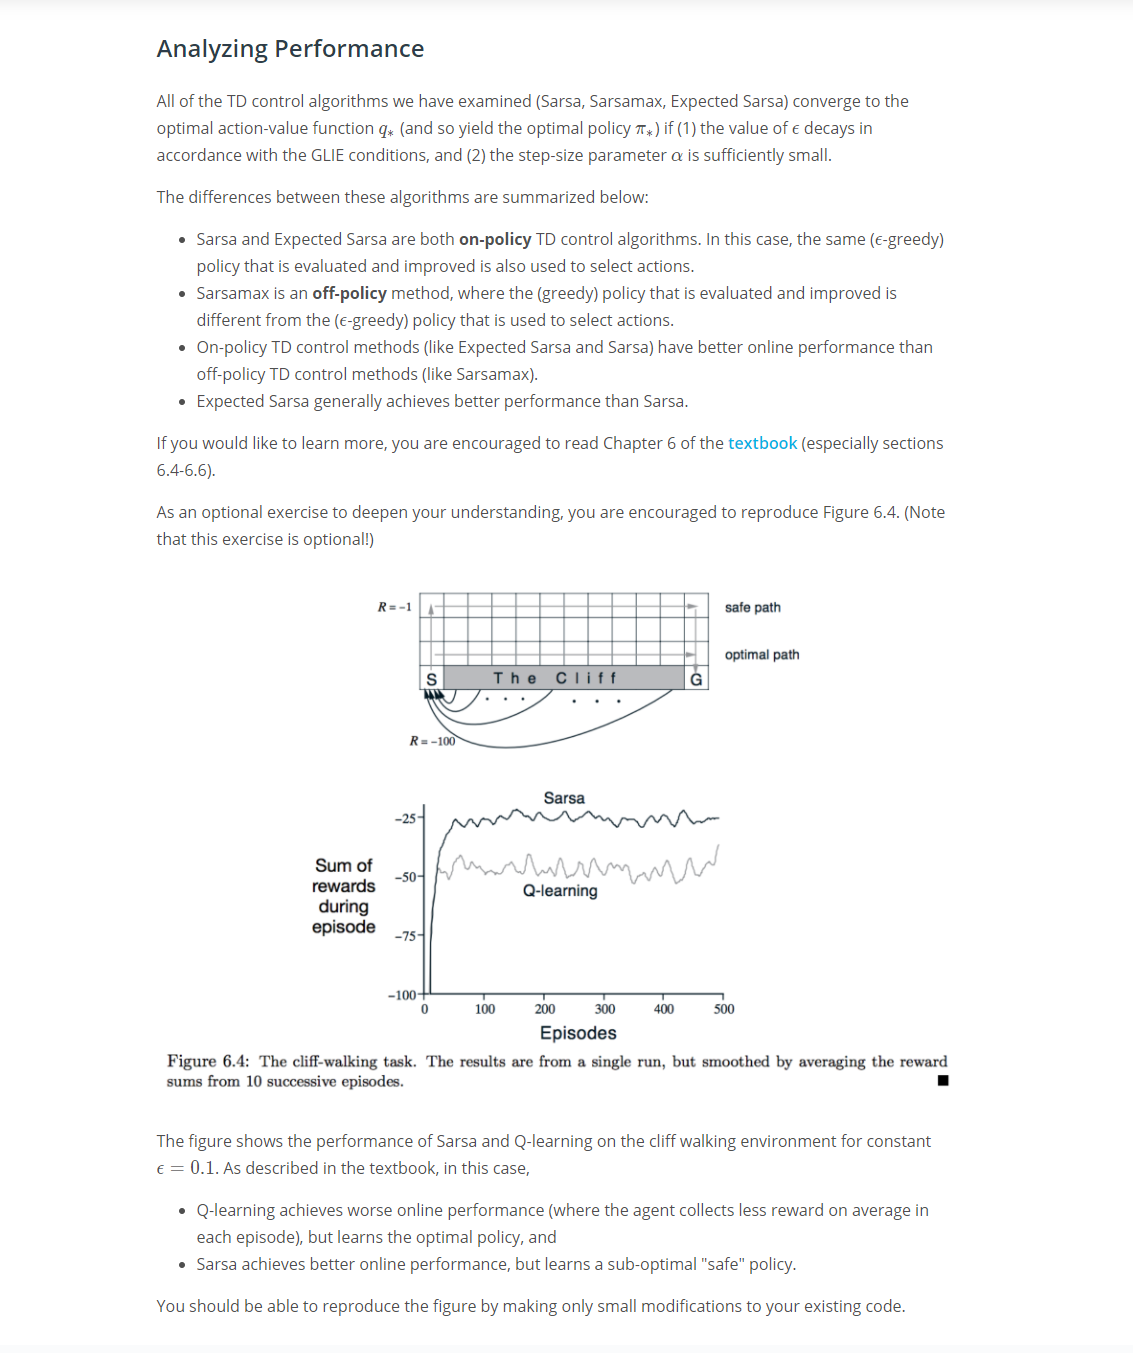 Analyzing Performance
All of the TD control algorithms we have examined (Sarsa, Sarsamax, Expected Sarsa) converge to the
optimal action-value function q∗ (and so yield the optimal policy π∗) if (1) the value of ϵ decays in
accordance with the GLIE conditions, and (2) the step-size parameter α is sufficiently small.
The differences between these algorithms are summarized below:
• Sarsa and Expected Sarsa are both on-policy TD control algorithms. In this case, the same (ϵ-greedy)
policy that is evaluated and improved is also used to select actions.
• Sarsamax is an off-policy method, where the (greedy) policy that is evaluated and improved is
different from the (ϵ-greedy) policy that is used to select actions.
• On-policy TD control methods (like Expected Sarsa and Sarsa) have better online performance than
off-policy TD control methods (like Sarsamax).
• Expected Sarsa generally achieves better performance than Sarsa.
If you would like to learn more, you are encouraged to read Chapter 6 of the textbook (especially sections
6.4-6.6).
As an optional exercise to deepen your understanding, you are encouraged to reproduce Figure 6.4. (Note
that this exercise is optional!)
R = -1
safe path
optimal path
S The Cliff G
R = -100
Sarsa
-25
Sum of
rewards
during
episode
-50
Q-learning
-75
-100
0 100 200 300 400 500
Episodes
Figure 6.4: The cliff-walking task. The results are from a single run, but smoothed by averaging the reward
sums from 10 successive episodes.
The figure shows the performance of Sarsa and Q-learning on the cliff walking environment for constant
ϵ = 0.1. As described in the textbook, in this case,
• Q-learning achieves worse online performance (where the agent collects less reward on average in
each episode), but learns the optimal policy, and
• Sarsa achieves better online performance, but learns a sub-optimal "safe" policy.
You should be able to reproduce the figure by making only small modifications to your existing code.